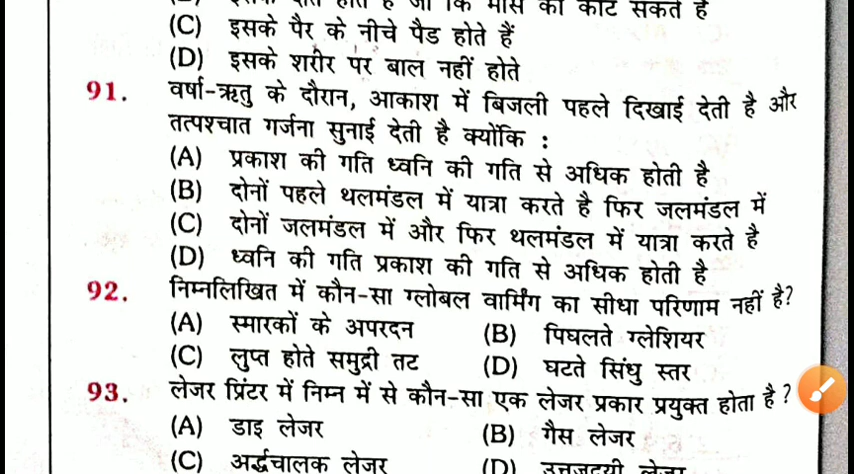 मांस को काट सकते हैं
(C) इसके पैर के नीचे पैड होते हैं
(D) इसके शरीर पर बाल नहीं होते
91. वर्षा-ऋतु के दौरान, आकाश में बिजली पहले दिखाई देती है और
तत्पश्चात गर्जना सुनाई देती है क्योंकि :
(A) प्रकाश की गति ध्वनि की गति से अधिक होती है
(B) दोनों पहले थलमंडल में यात्रा करते है फिर जलमंडल में
(C) दोनों जलमंडल में और फिर थलमंडल में यात्रा करते है
(D) ध्वनि की गति प्रकाश की गति से अधिक होती है
92. निम्नलिखित में कौन-सा ग्लोबल वार्मिंग का सीधा परिणाम नहीं है?
(A) स्मारकों के अपरदन (B) पिघलते ग्लेशियर
(C) लुप्त होते समुद्री तट (D) घटते सिंधु स्तर
93. लेजर प्रिंटर में निम्न में से कौन-सा एक लेजर प्रकार प्रयुक्त होता है ?
(A) डाइ लेजर (B) गैस लेजर
(C) अर्द्धचालक लेजर (D)